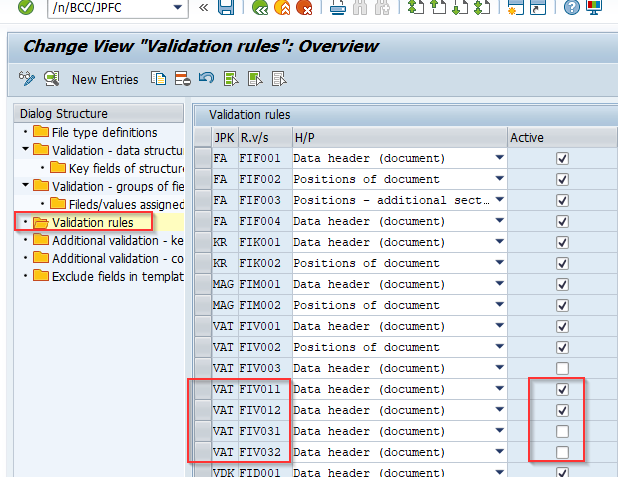 /n/BCC/JPFC
Change View "Validation rules": Overview
New Entries
Dialog Structure
File type definitions
Validation - data structu
Key fields of structure
Validation - groups of fie
Fileds/values assigned
Validation rules
Additional validation - ke
Additional validation - co
Exclude fields in templat
Validation rules
JPK R.v/s H/P Active
FA FIF001 Data header (document)
FA FIF002 Positions of document
FA FIF003 Positions - additional sect…
FA FIF004 Data header (document)
KR FIK001 Data header (document)
KR FIK002 Positions of document
MAG FIM001 Data header (document)
MAG FIM002 Positions of document
VAT FIV001 Data header (document)
VAT FIV002 Positions of document
VAT FIV003 Data header (document)
VAT FIV011 Data header (document)
VAT FIV012 Data header (document)
VAT FIV031 Data header (document)
VAT FIV032 Data header (document)
VDK FID001 Data header (document)